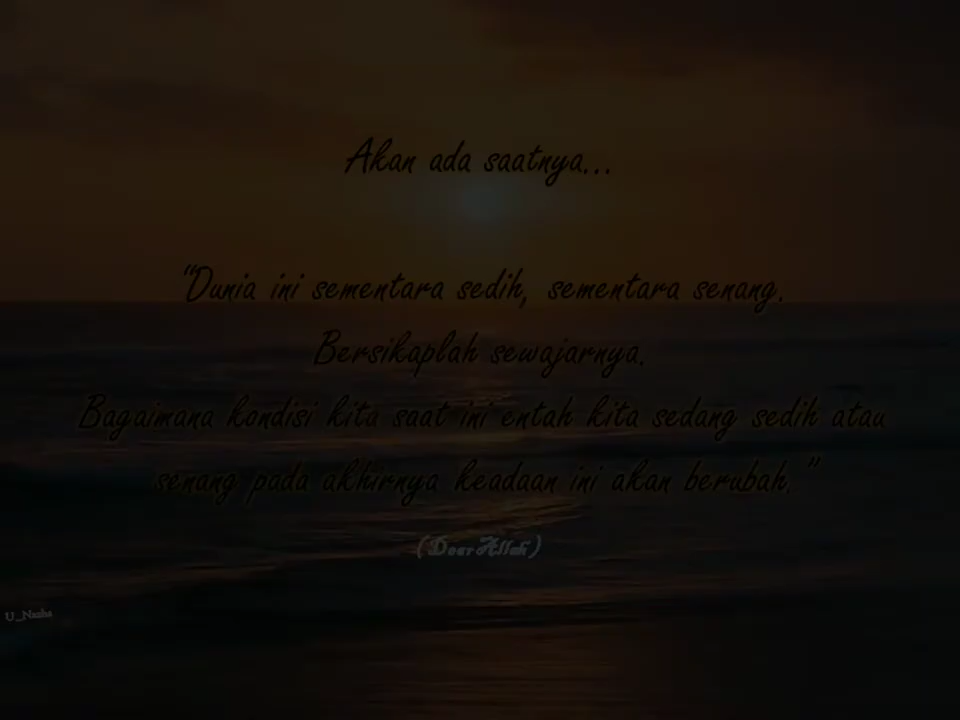 Akan ada saatnya...
"Dunia ini sementara sedih, sementara senang.
Bersikaplah sewajarnya.
Bagaimana kondisi kita saat ini entah kita sedang sedih atau
senang pada akhirnya keadaan ini akan berubah."
(Dear Allah)